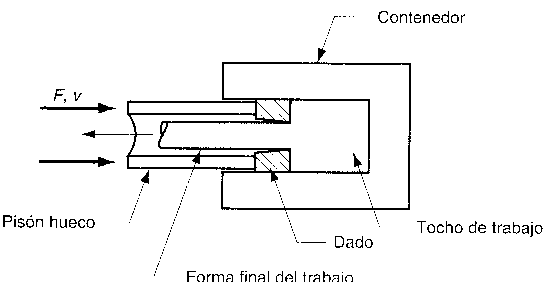 Contenedor
F, v
Pisón hueco
Dado
Tocho de trabajo
Forma final del trabajo